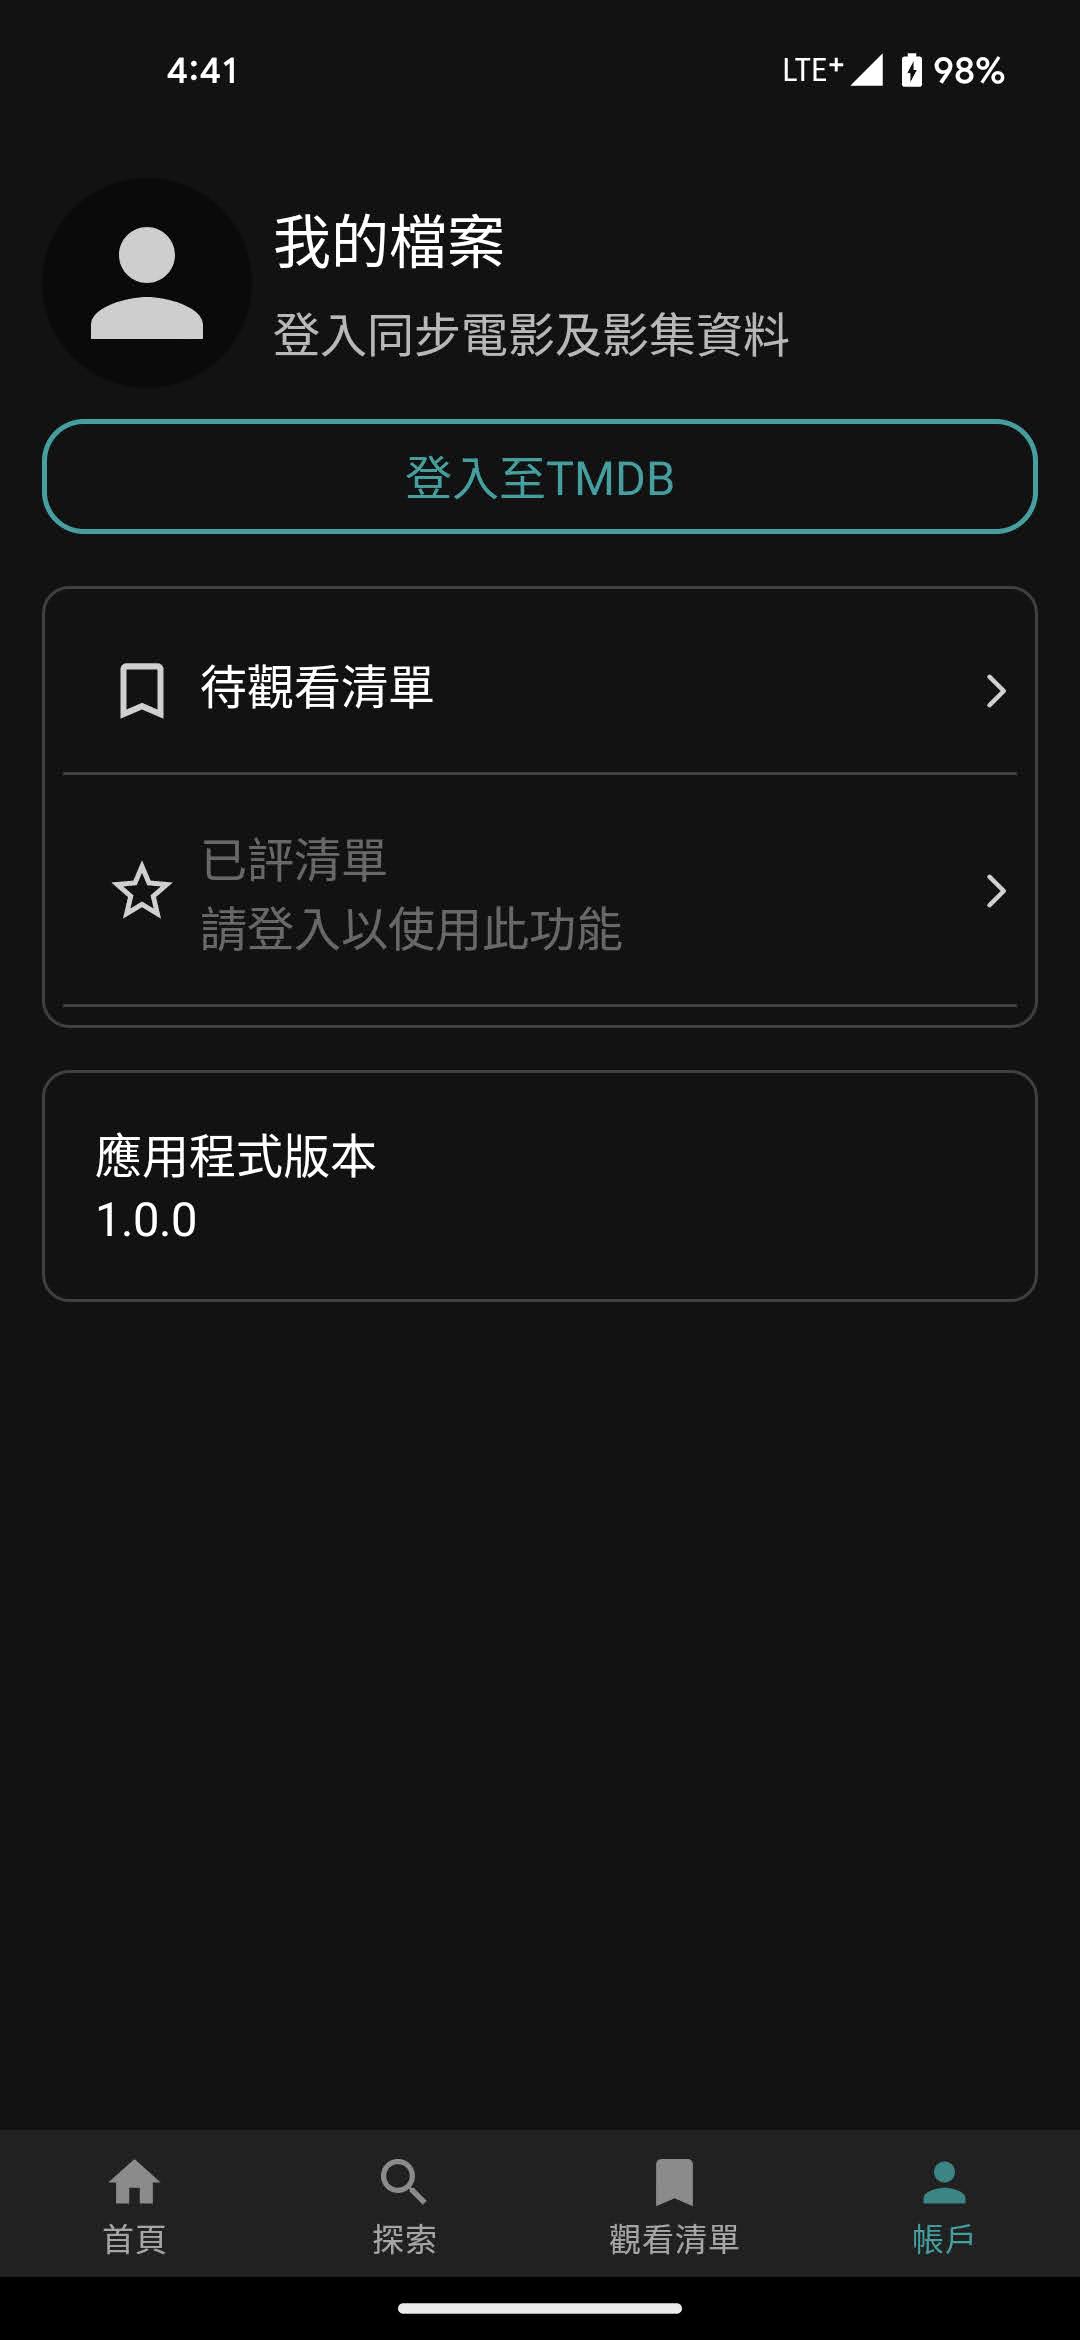 4:41
LTE+ 98%
我的檔案
登入同步電影及影集資料
登入至TMDB
待觀看清單
已評清單
請登入以使用此功能
應用程式版本
1.0.0
首頁
探索
觀看清單
帳戶